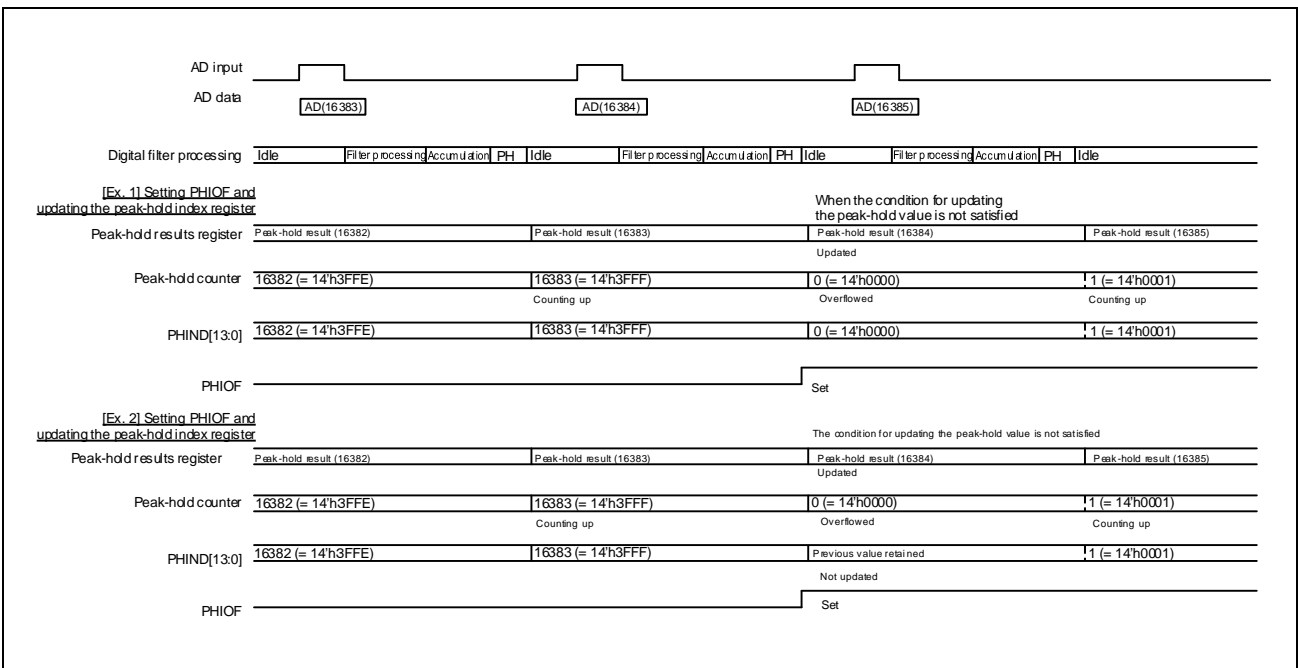 AD input
AD data
AD(16383) AD(16384) AD(16385)
Digital filter processing Idle Filter processing Accumulation PH Idle Filter processing Accumulation PH Idle Filter processing Accumulation PH Idle
[Ex. 1] Setting PHIOF and
updating the peak-hold index register
When the condition for updating
the peak-hold value is not satisfied
Peak-hold results register Peak-hold result (16382) Peak-hold result (16383) Peak-hold result (16384) Peak-hold result (16385)
Updated
Peak-hold counter 16382 (= 14'h3FFE) 16383 (= 14'h3FFF) 0 (= 14'h0000) 1 (= 14'h0001)
Counting up Overflowed Counting up
PHIND[13:0] 16382 (= 14'h3FFE) 16383 (= 14'h3FFF) 0 (= 14'h0000) 1 (= 14'h0001)
PHIOF Set
[Ex. 2] Setting PHIOF and
updating the peak-hold index register
The condition for updating the peak-hold value is not satisfied
Peak-hold results register Peak-hold result (16382) Peak-hold result (16383) Peak-hold result (16384) Peak-hold result (16385)
Updated
Peak-hold counter 16382 (= 14'h3FFE) 16383 (= 14'h3FFF) 0 (= 14'h0000) 1 (= 14'h0001)
Counting up Overflowed Counting up
PHIND[13:0] 16382 (= 14'h3FFE) 16383 (= 14'h3FFF) Previous value retained 1 (= 14'h0001)
Not updated
PHIOF Set